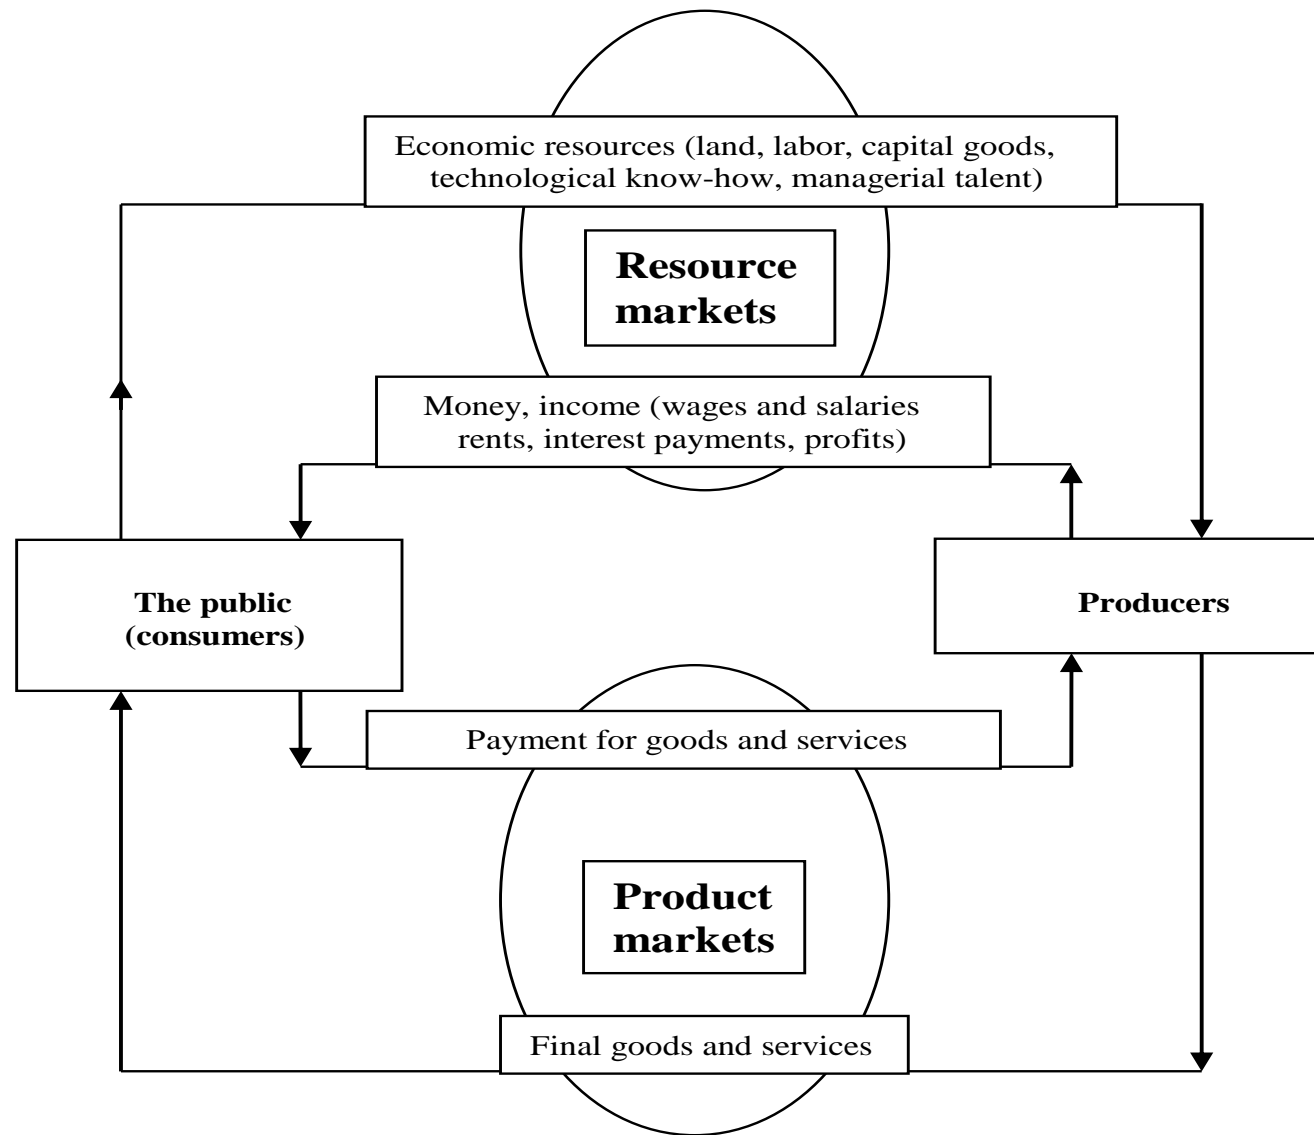 Economic resources (land, labor, capital goods,
technological know-how, managerial talent)
Resource
markets
Money, income (wages and salaries
rents, interest payments, profits)
The public
(consumers)
Producers
Payment for goods and services
Product
markets
Final goods and services